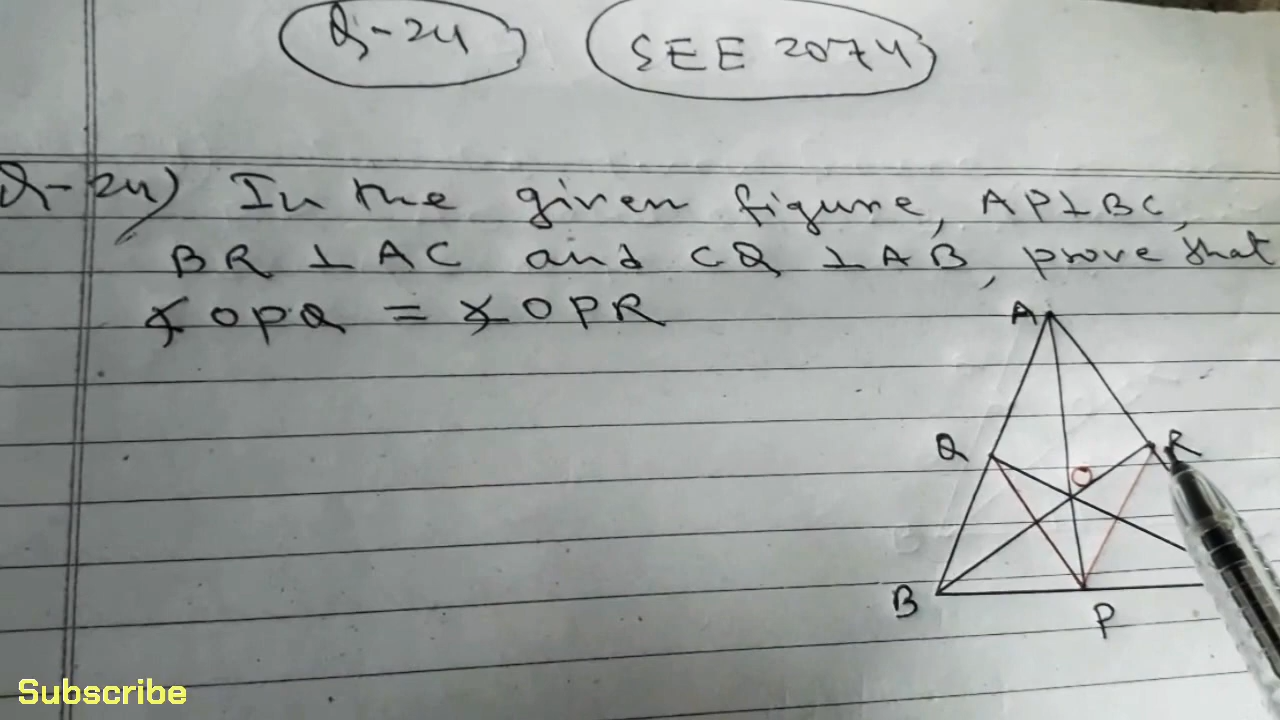 Q-24
SEE 2074
Q-24) In the given figure, AP⊥BC,
BR ⊥ AC and CQ ⊥ AB, prove that
∡OPQ = ∡OPR
A
Q
R
O
B
P
Subscribe